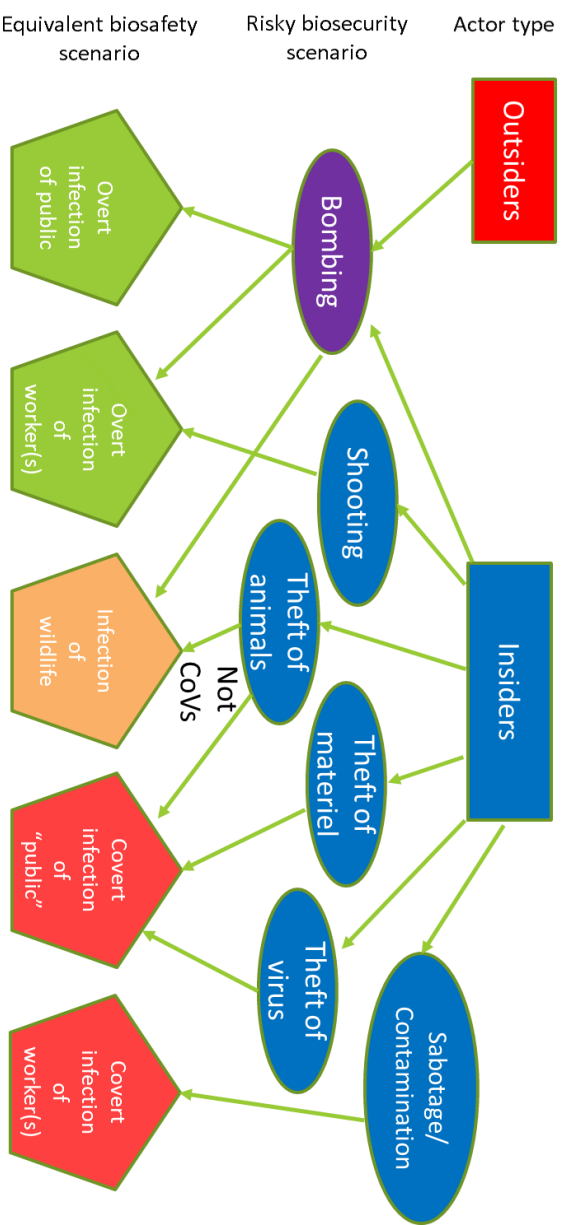 Actor type
Outsiders
Insiders
Risky biosecurity
scenario
Bombing
Shooting
Theft of
animals
Theft of
materiel
Theft of
virus
Sabotage/
Contamination
Not
CoVs
Equivalent biosafety
scenario
Overt
infection
of public
Overt
infection
of
worker(s)
Infection
of
wildlife
Covert
infection
of
“public”
Covert
infection
of
worker(s)